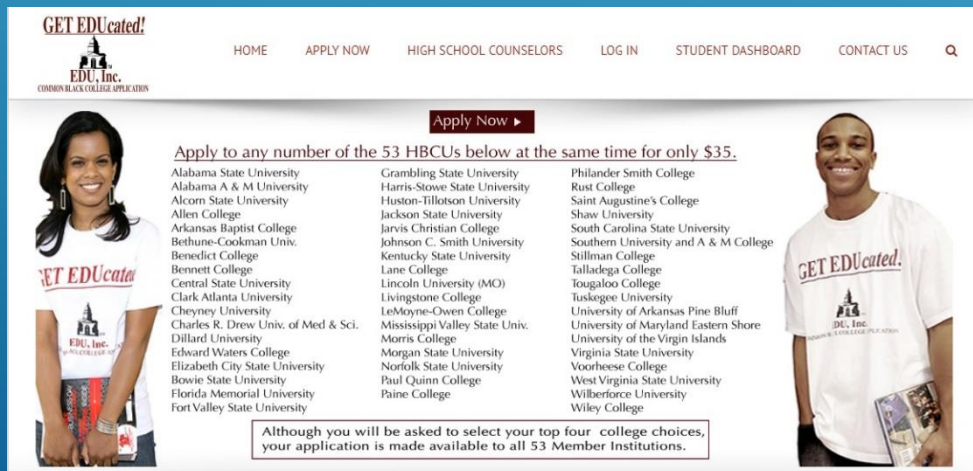 GET EDUcated!
EDU, Inc.
COMMON BLACK COLLEGE APPLICATION
HOME APPLY NOW HIGH SCHOOL COUNSELORS LOG IN STUDENT DASHBOARD CONTACT US
Apply Now
Apply to any number of the 53 HBCUs below at the same time for only $35.
Alabama State University
Alabama A & M University
Alcorn State University
Allen College
Arkansas Baptist College
Bethune-Cookman Univ.
Benedict College
Bennett College
Central State University
Clark Atlanta University
Cheyney University
Charles R. Drew Univ. of Med & Sci.
Dillard University
Edward Waters College
Elizabeth City State University
Bowie State University
Florida Memorial University
Fort Valley State University
Grambling State University
Harris-Stowe State University
Huston-Tillotson University
Jackson State University
Jarvis Christian College
Johnson C. Smith University
Kentucky State University
Lane College
Lincoln University (MO)
Livingstone College
LeMoyne-Owen College
Mississippi Valley State Univ.
Morris College
Morgan State University
Norfolk State University
Paul Quinn College
Paine College
Philander Smith College
Rust College
Saint Augustine's College
Shaw University
South Carolina State University
Southern University and A & M College
Stillman College
Talladega College
Tougaloo College
Tuskegee University
University of Arkansas Pine Bluff
University of Maryland Eastern Shore
University of the Virgin Islands
Virginia State University
Voorheese College
West Virginia State University
Wilberforce University
Wiley College
Although you will be asked to select your top four college choices,
your application is made available to all 53 Member Institutions.
GET EDUcated
EDU, Inc.
GET EDUcated!
EDU, Inc.